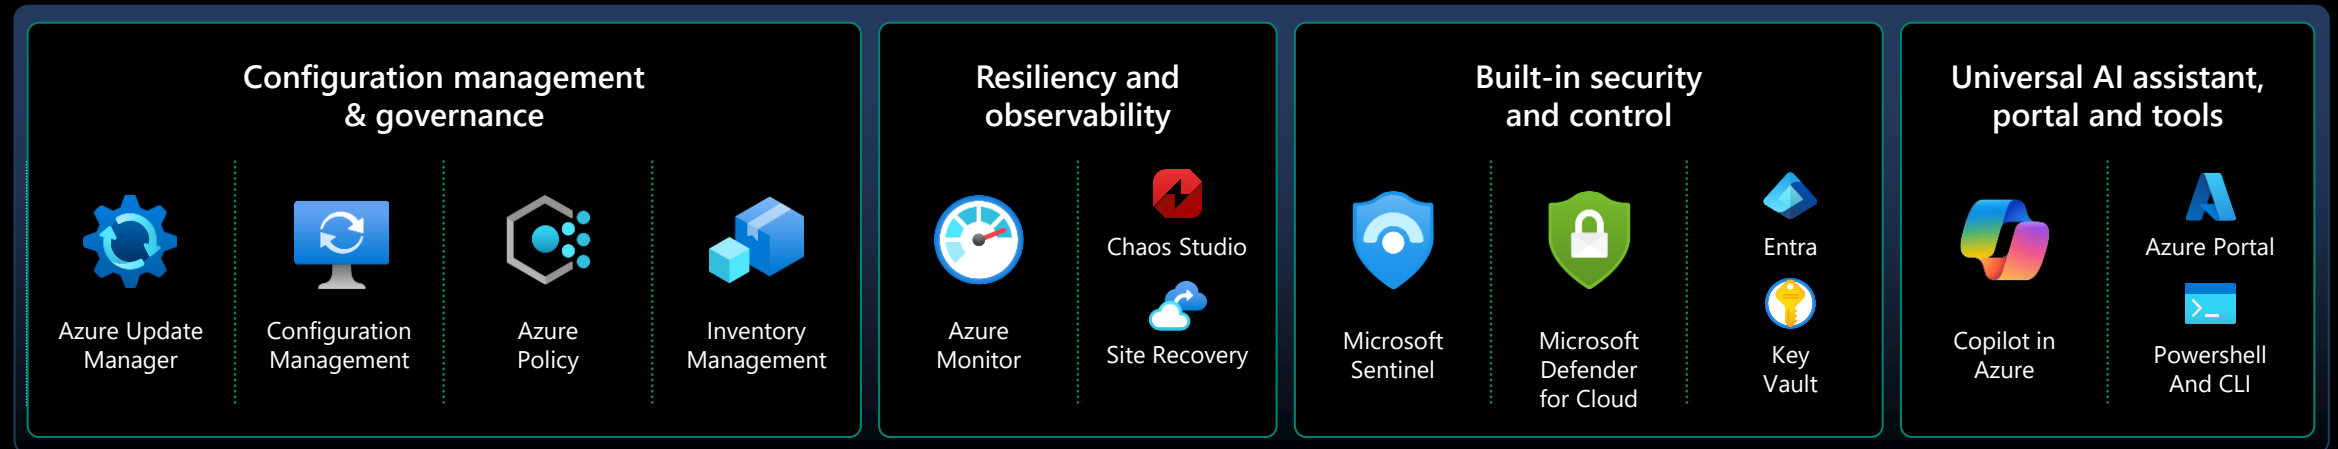 Configuration management
& governance
Azure Update
Manager
Configuration
Management
Azure
Policy
Inventory
Management
Resiliency and
observability
Azure
Monitor
Chaos Studio
Site Recovery
Built-in security
and control
Microsoft
Sentinel
Microsoft
Defender
for Cloud
Entra
Key
Vault
Universal AI assistant,
portal and tools
Copilot in
Azure
Azure Portal
Powershell
And CLI